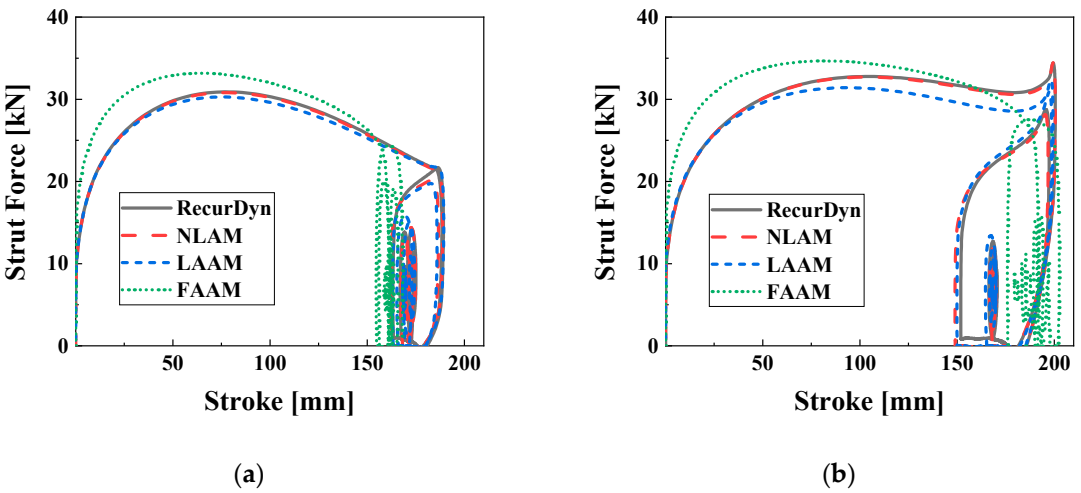 Strut Force [kN]
40
30
20
10
0
RecurDyn
NLAM
LAAM
FAAM
50
100
150
200
Stroke [mm]
(a)
Strut Force [kN]
40
30
20
10
0
RecurDyn
NLAM
LAAM
FAAM
50
100
150
200
Stroke [mm]
(b)